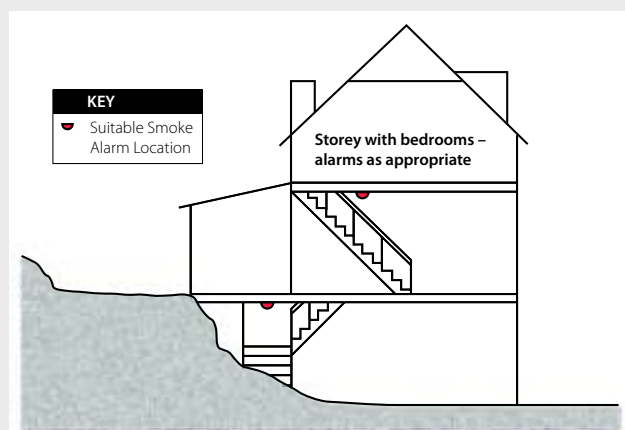 KEY
Suitable Smoke
Alarm Location
Storey with bedrooms –
alarms as appropriate